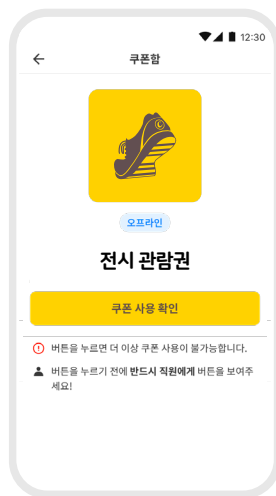 12:30
쿠폰함
오프라인
전시 관람권
쿠폰 사용 확인
버튼을 누르면 더 이상 쿠폰 사용이 불가능합니다.
버튼을 누르기 전에 반드시 직원에게 버튼을 보여주
세요!